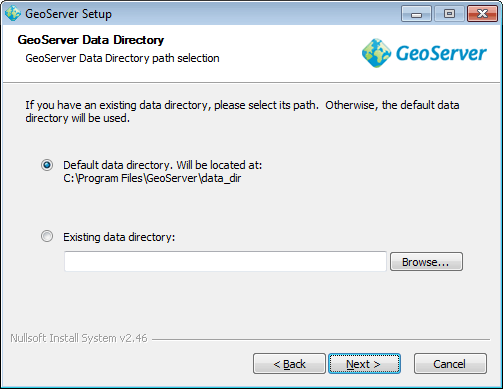 GeoServer Setup
GeoServer Data Directory
GeoServer Data Directory path selection
GeoServer
If you have an existing data directory, please select its path.  Otherwise, the default data
directory will be used.
Default data directory. Will be located at:
C:\Program Files\GeoServer\data_dir
Existing data directory:
Browse...
Nullsoft Install System v2.46
< Back
Next >
Cancel